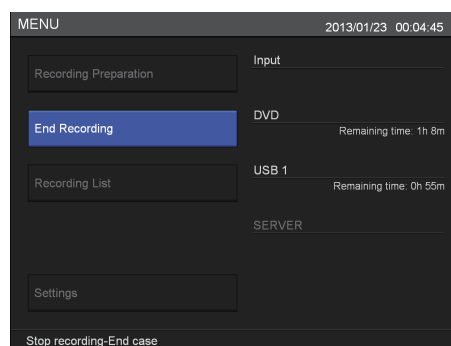 MENU 2013/01/23 00:04:45
Recording Preparation
Input
End Recording
DVD
Remaining time: 1h 8m
Recording List
USB 1
Remaining time: 0h 55m
SERVER
Settings
Stop recording-End case